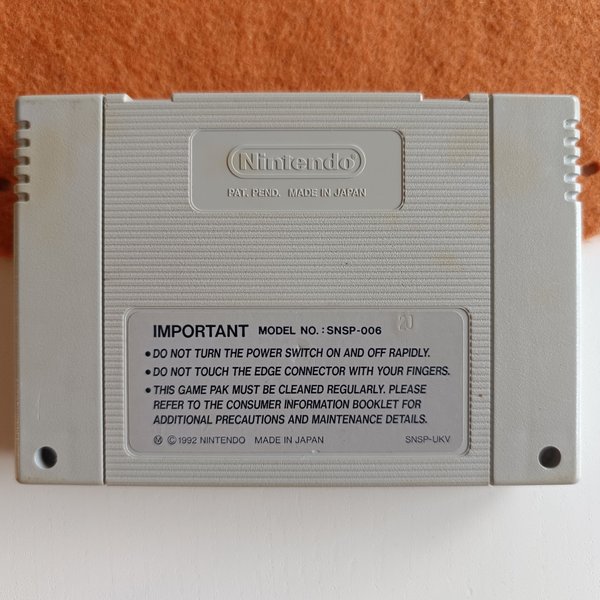 Nintendo®
PAT. PEND. MADE IN JAPAN
IMPORTANT MODEL NO. : SNSP-006
• DO NOT TURN THE POWER SWITCH ON AND OFF RAPIDLY.
• DO NOT TOUCH THE EDGE CONNECTOR WITH YOUR FINGERS.
• THIS GAME PAK MUST BE CLEANED REGULARLY. PLEASE
REFER TO THE CONSUMER INFORMATION BOOKLET FOR
ADDITIONAL PRECAUTIONS AND MAINTENANCE DETAILS.
Ⓜ © 1992 NINTENDO MADE IN JAPAN SNSP-UKV